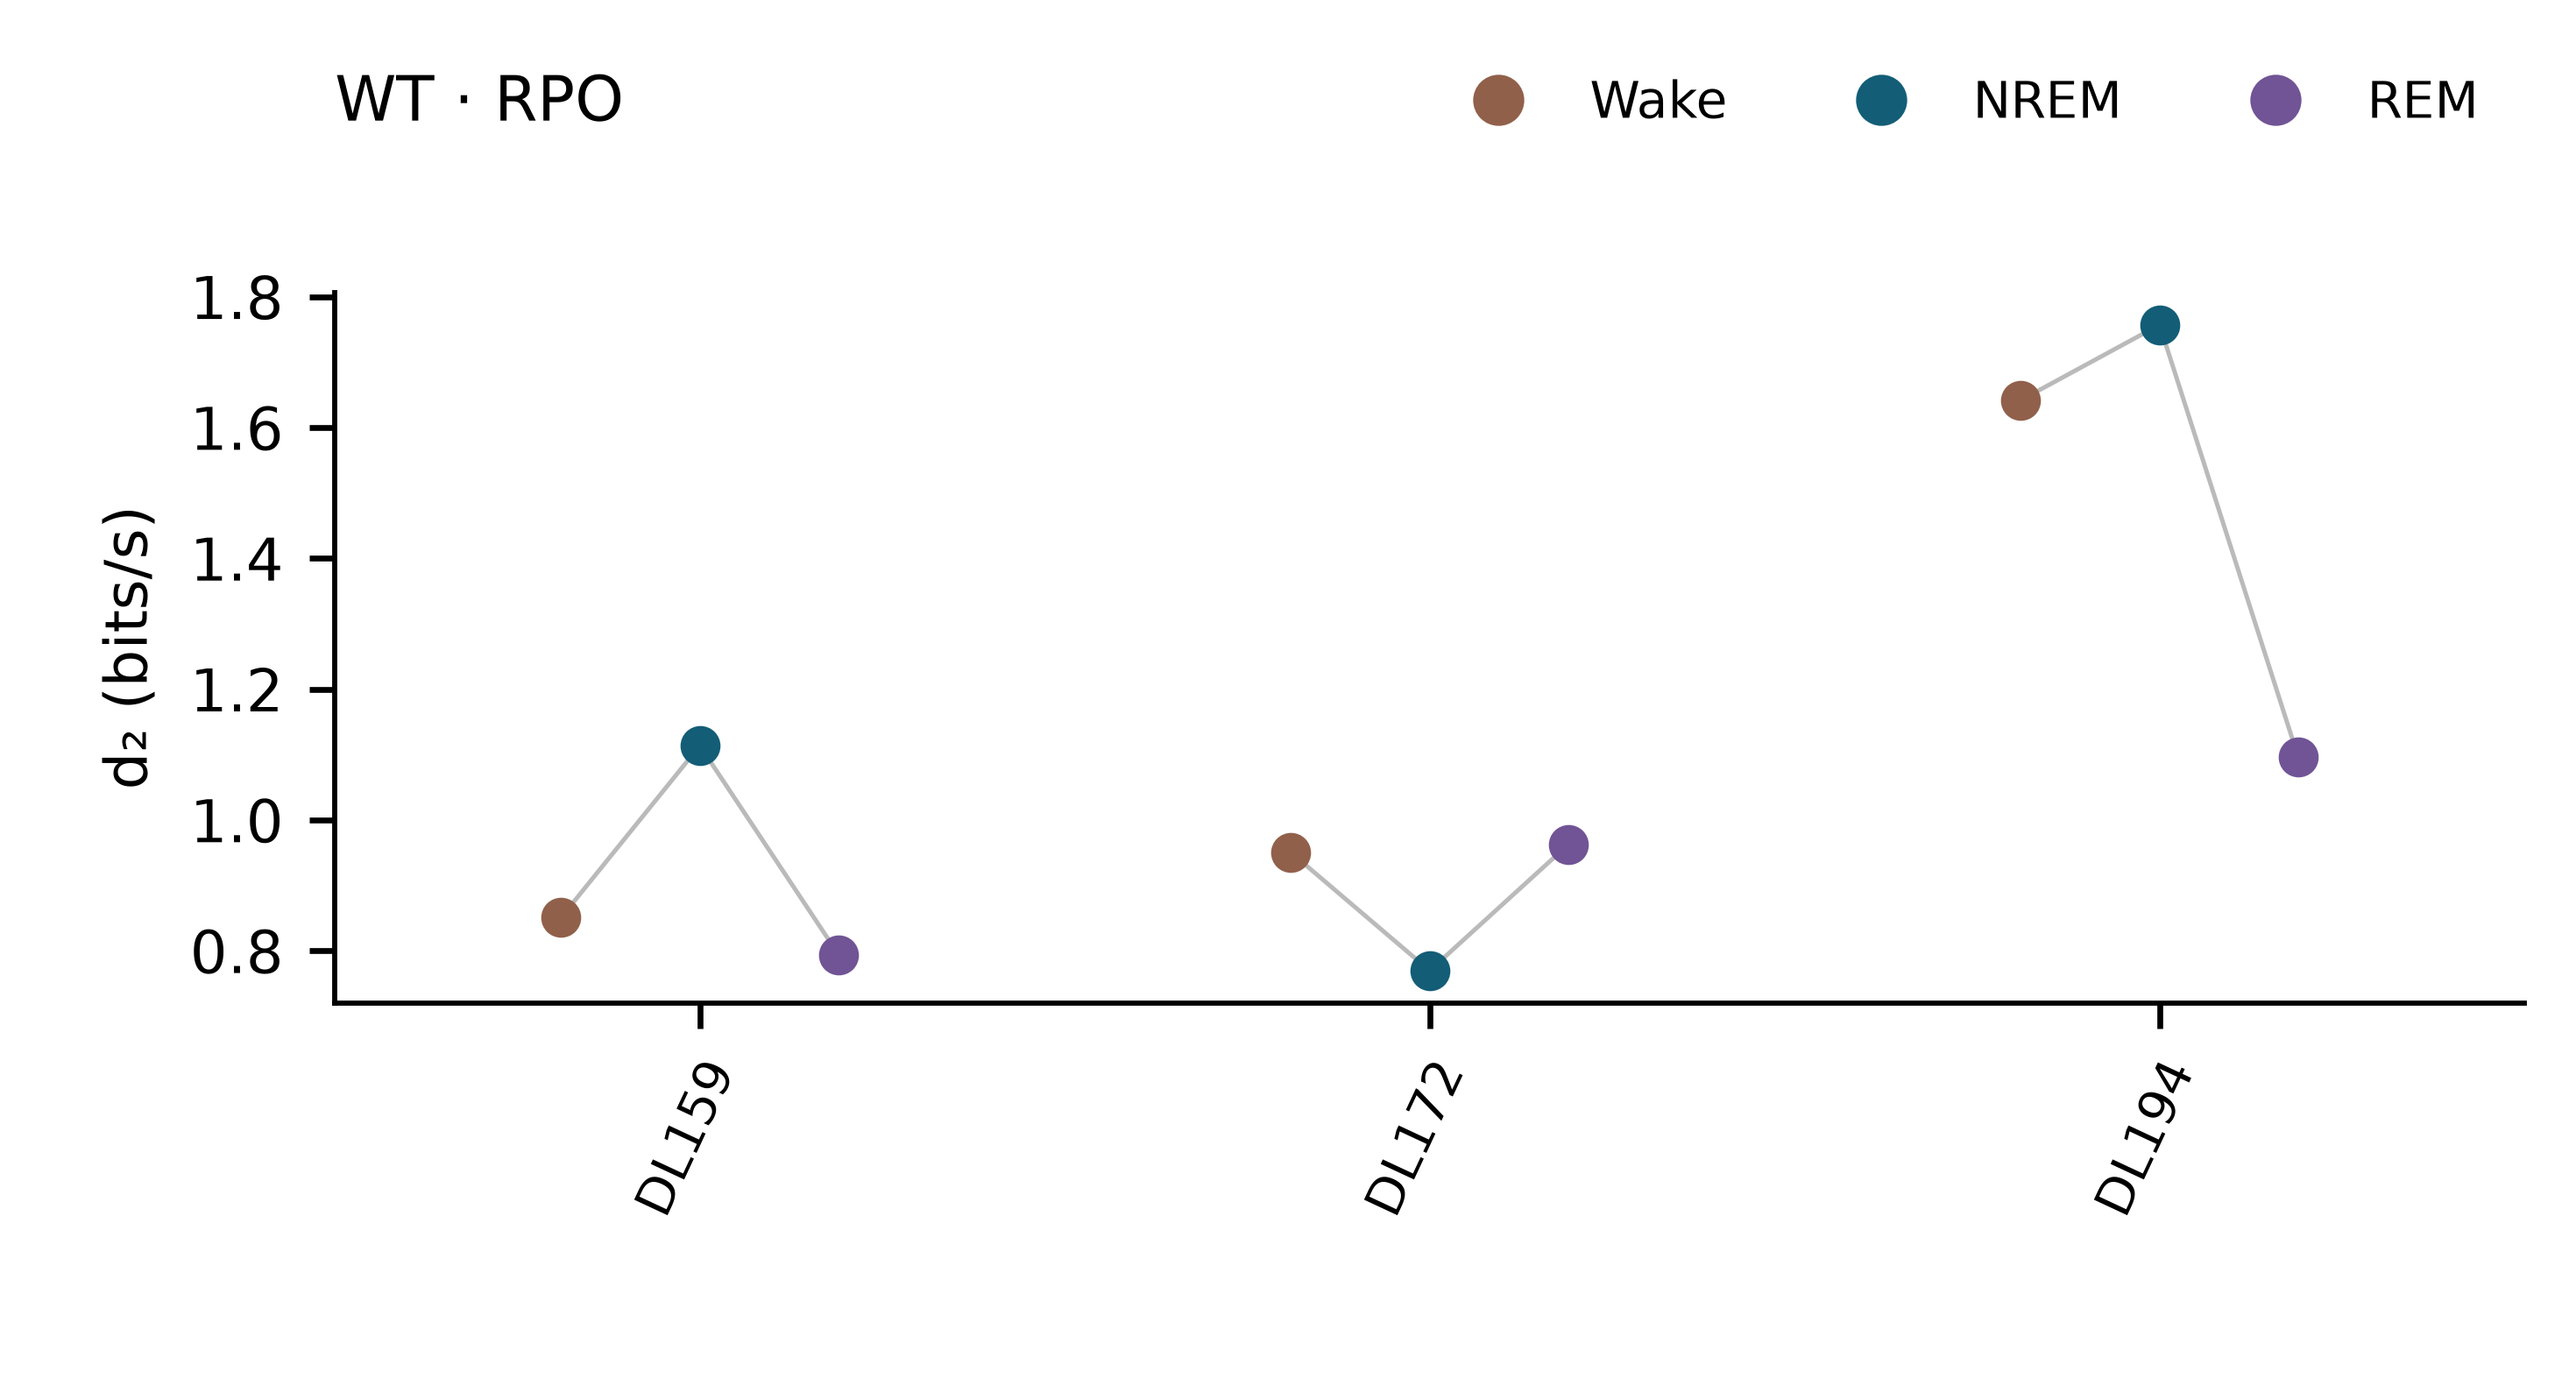 WT · RPO
Wake NREM REM
d₂ (bits/s)
1.8
1.6
1.4
1.2
1.0
0.8
DL159 DL172 DL194